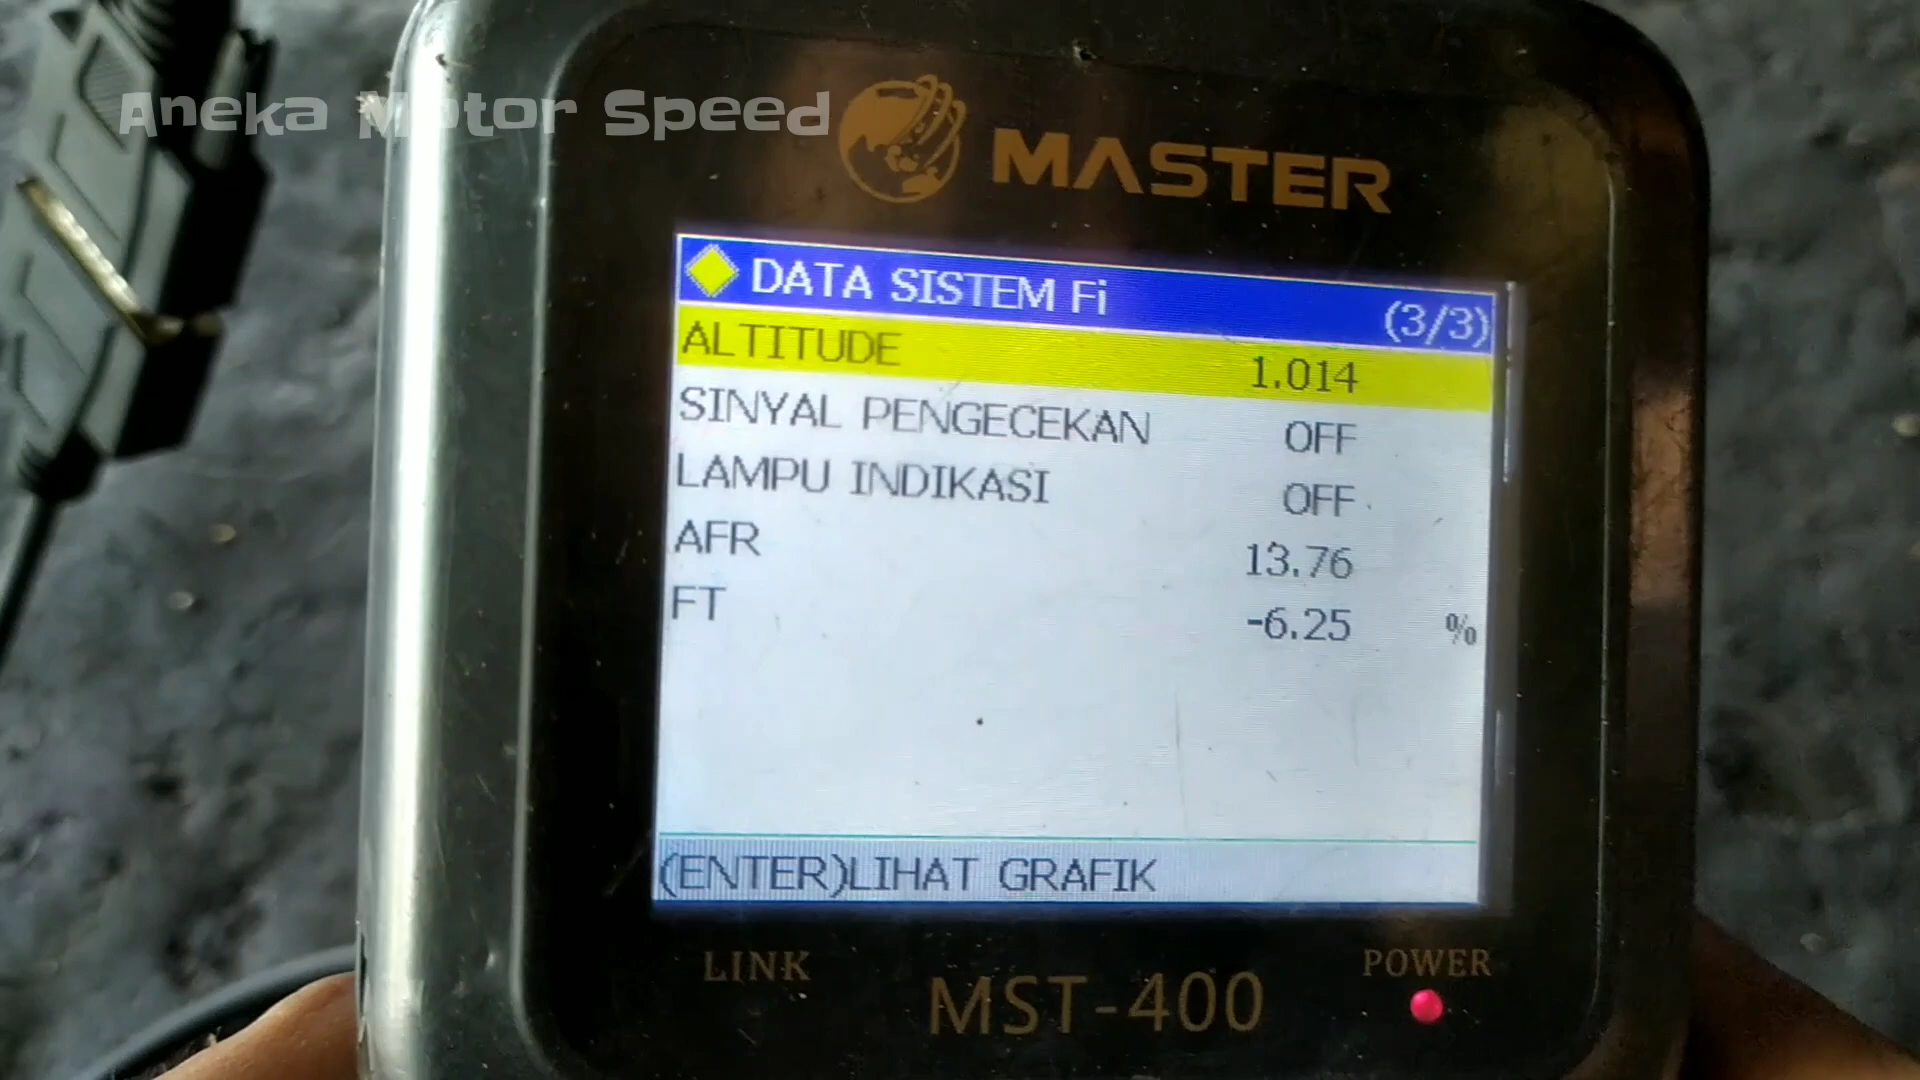 Aneka Motor Speed
MASTER
DATA SISTEM Fi (3/3)
ALTITUDE 1.014
SINYAL PENGECEKAN OFF
LAMPU INDIKASI OFF
AFR 13.76
FT -6.25 %
(ENTER)LIHAT GRAFIK
LINK
MST-400
POWER